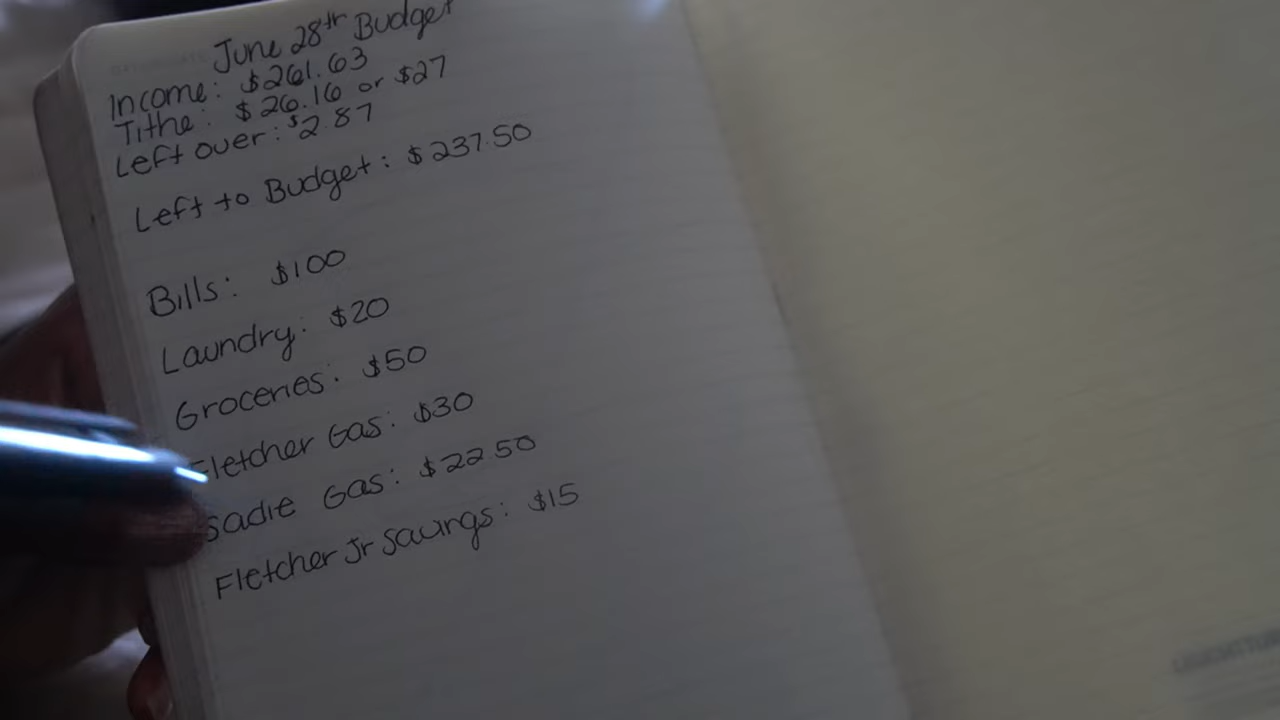 June 28th Budget
Income: $261.63
Tithe: $26.16 or $27
Left over: $2.87
Left to Budget: $237.50
Bills: $100
Laundry: $20
Groceries: $50
Fletcher Gas: $30
Sadie Gas: $22.50
Fletcher Jr Savings: $15